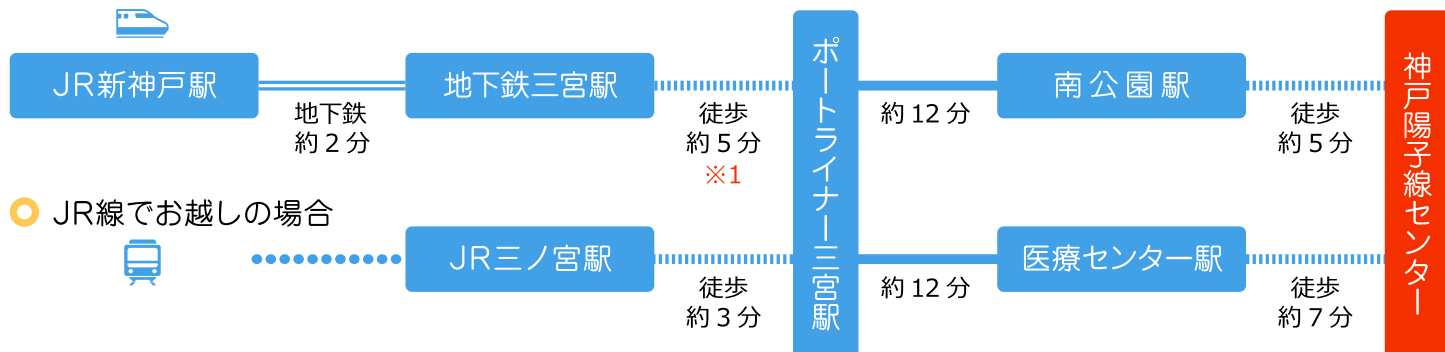 JR新神戸駅
地下鉄
約2分
地下鉄三宮駅
徒歩
約5分
※1
ポートライナー三宮駅
約12分
南公園駅
徒歩
約5分
神戸陽子線センター
JR線でお越しの場合
JR三ノ宮駅
徒歩
約3分
約12分
医療センター駅
徒歩
約7分